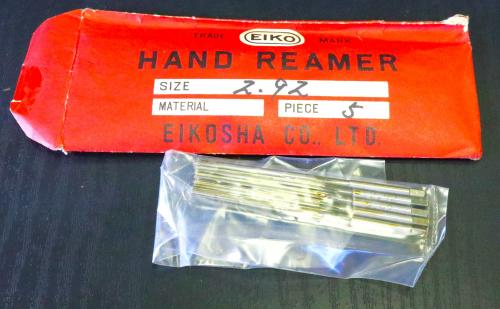 TRADE EIKO MARK
HAND REAMER
SIZE 2.92
MATERIAL PIECE 5
EIKOSHA CO., LTD.